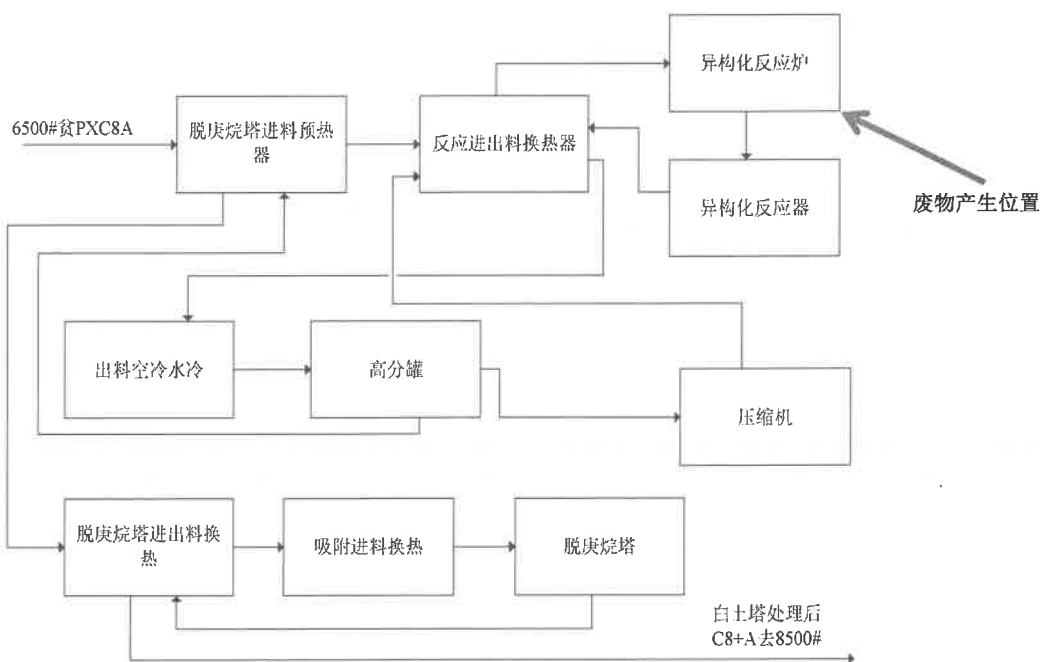 异构化反应炉
6500#贫PXC8A
脱庚烷塔进料预热
器
反应进出料换热器
异构化反应器
废物产生位置
出料空冷水冷
高分罐
压缩机
脱庚烷塔进出料换
热
吸附进料换热
脱庚烷塔
白土塔处理后
C8+A去8500#